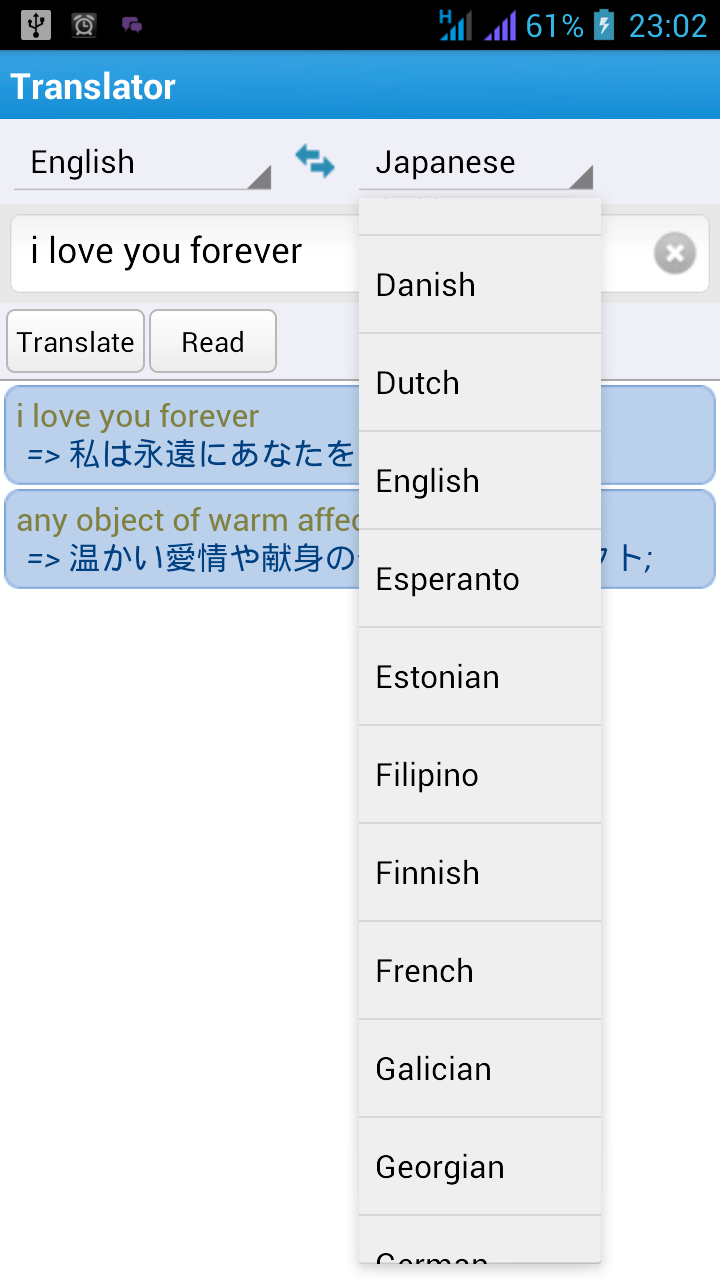 H 61% 23:02
Translator
English Japanese
i love you forever
Translate Read
i love you forever
=> 私は永遠にあなたを
any object of warm
=> 温かい愛情や献身の ト;
Danish
Dutch
English
Esperanto
Estonian
Filipino
Finnish
French
Galician
Georgian
German